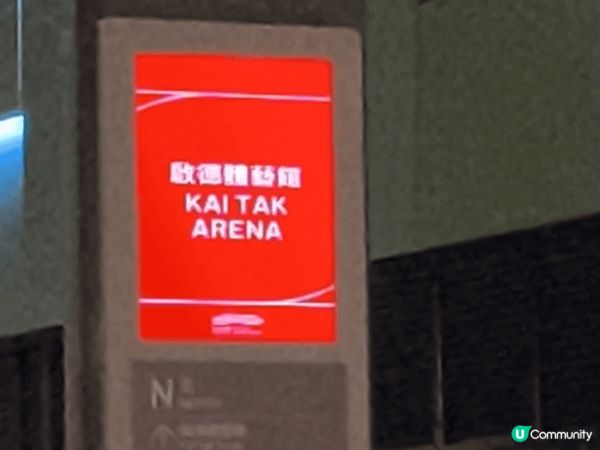 啟德體藝館
KAI TAK
ARENA
N
U Community